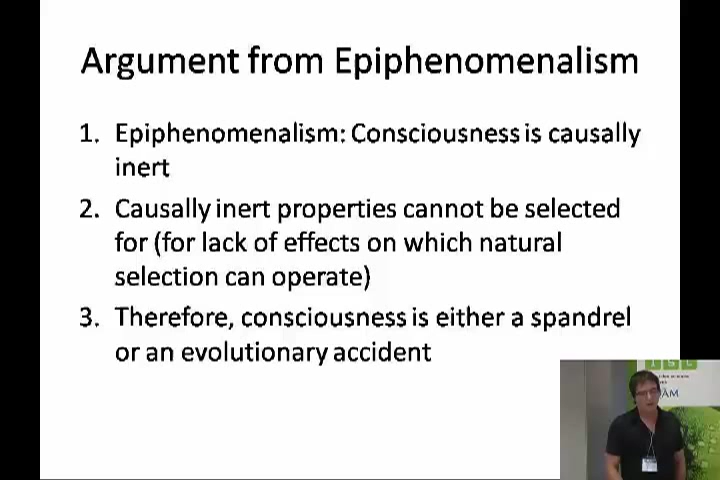 Argument from Epiphenomenalism
1. Epiphenomenalism: Consciousness is causally
inert
2. Causally inert properties cannot be selected
for (for lack of effects on which natural
selection can operate)
3. Therefore, consciousness is either a spandrel
or an evolutionary accident